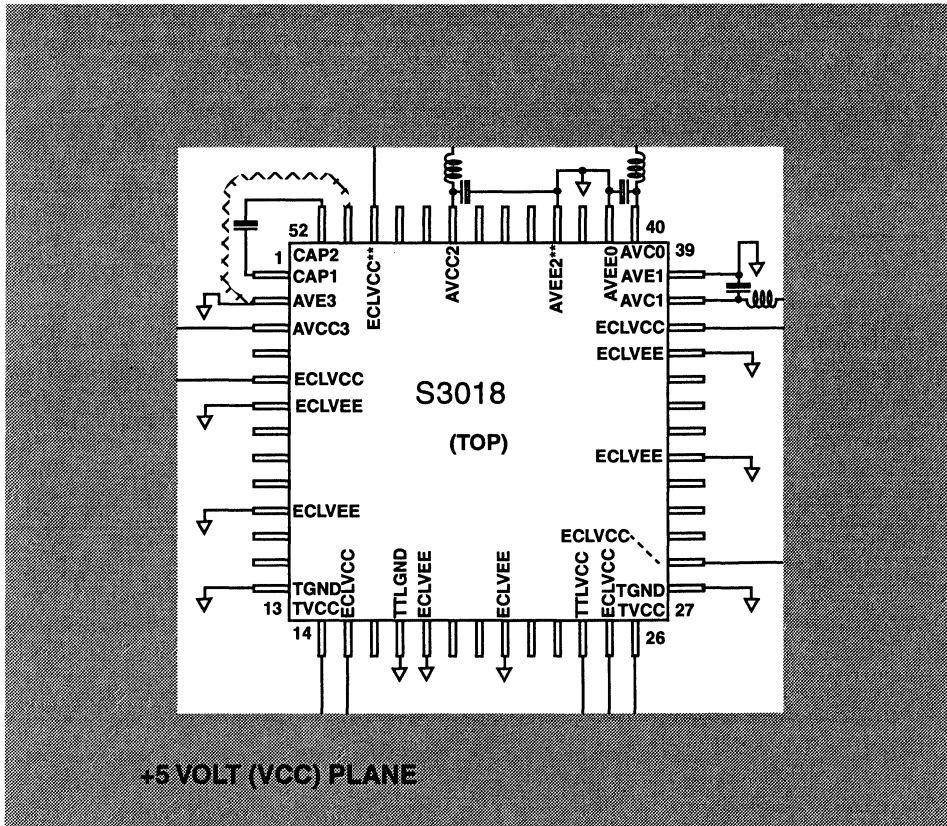 52
40
1
CAP2
ECLVCC**
AVCC2
AVEE2**
AVEE0
AVC0
39
CAP1
AVE1
AVE3
AVC1
AVCC3
ECLVCC
ECLVEE
ECLVCC
ECLVEE
S3018
(TOP)
ECLVEE
ECLVEE
ECLVCC
TGND
13
TVCC
ECLVCC
TTLGND
ECLVEE
ECLVEE
TTLVCC
ECLVCC
TGND
TVCC
27
14
26
+5 VOLT (VCC) PLANE